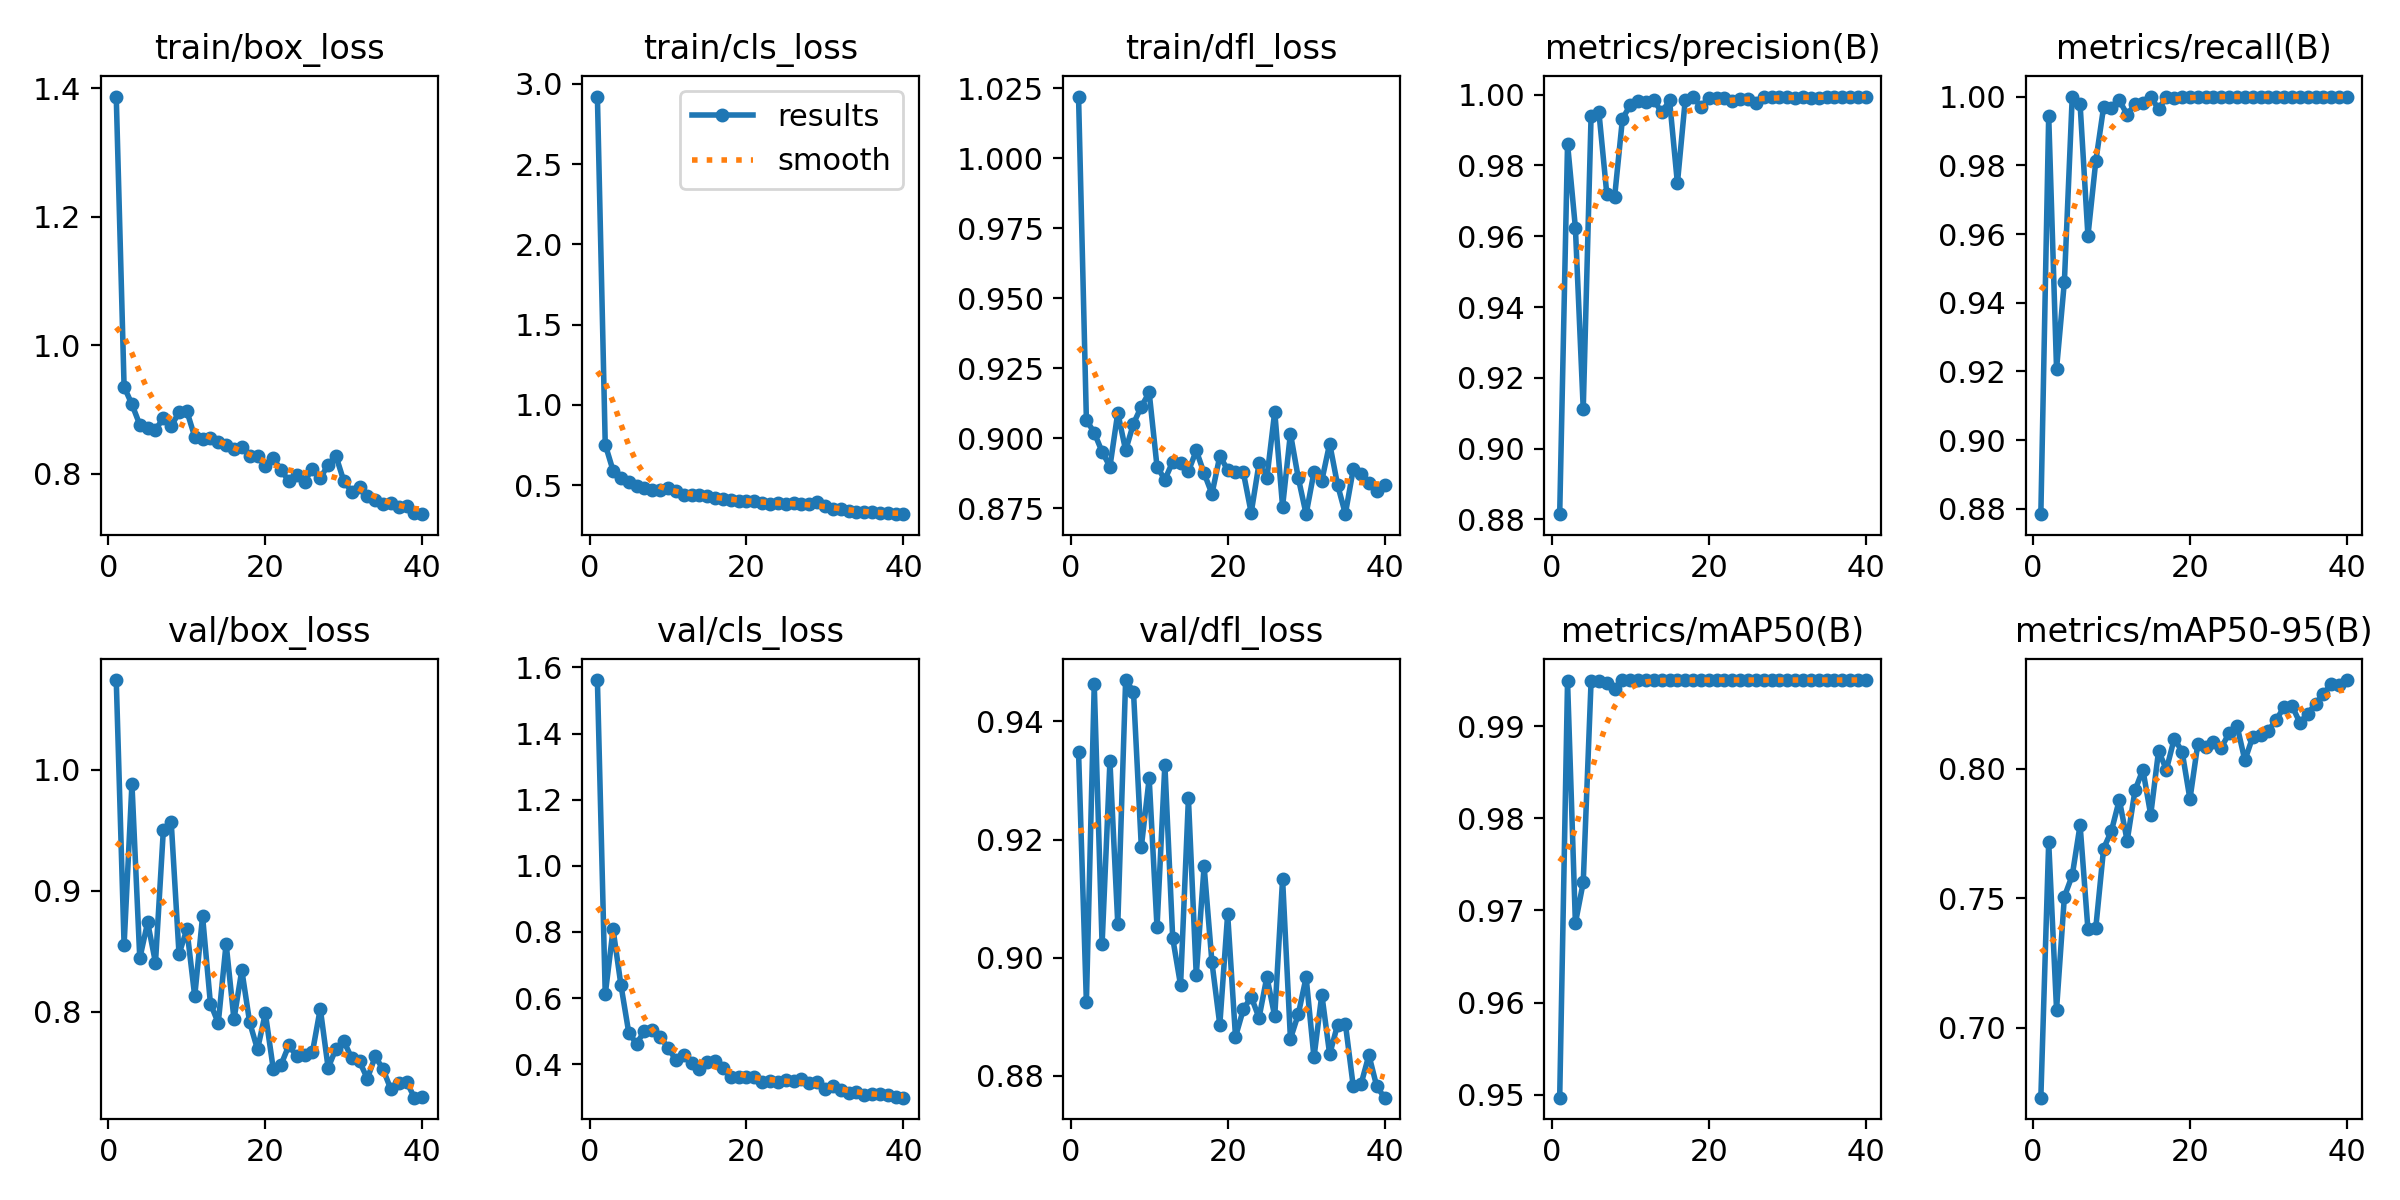 train/box_loss
1.4
1.2
1.0
0.8
0 20 40
train/cls_loss
3.0
2.5
2.0
1.5
1.0
0.5
0 20 40
results
smooth
train/dfl_loss
1.025
1.000
0.975
0.950
0.925
0.900
0.875
0 20 40
metrics/precision(B)
1.00
0.98
0.96
0.94
0.92
0.90
0.88
0 20 40
metrics/recall(B)
1.00
0.98
0.96
0.94
0.92
0.90
0.88
0 20 40
val/box_loss
1.0
0.9
0.8
0 20 40
val/cls_loss
1.6
1.4
1.2
1.0
0.8
0.6
0.4
0 20 40
val/dfl_loss
0.94
0.92
0.90
0.88
0 20 40
metrics/mAP50(B)
0.99
0.98
0.97
0.96
0.95
0 20 40
metrics/mAP50-95(B)
0.80
0.75
0.70
0 20 40